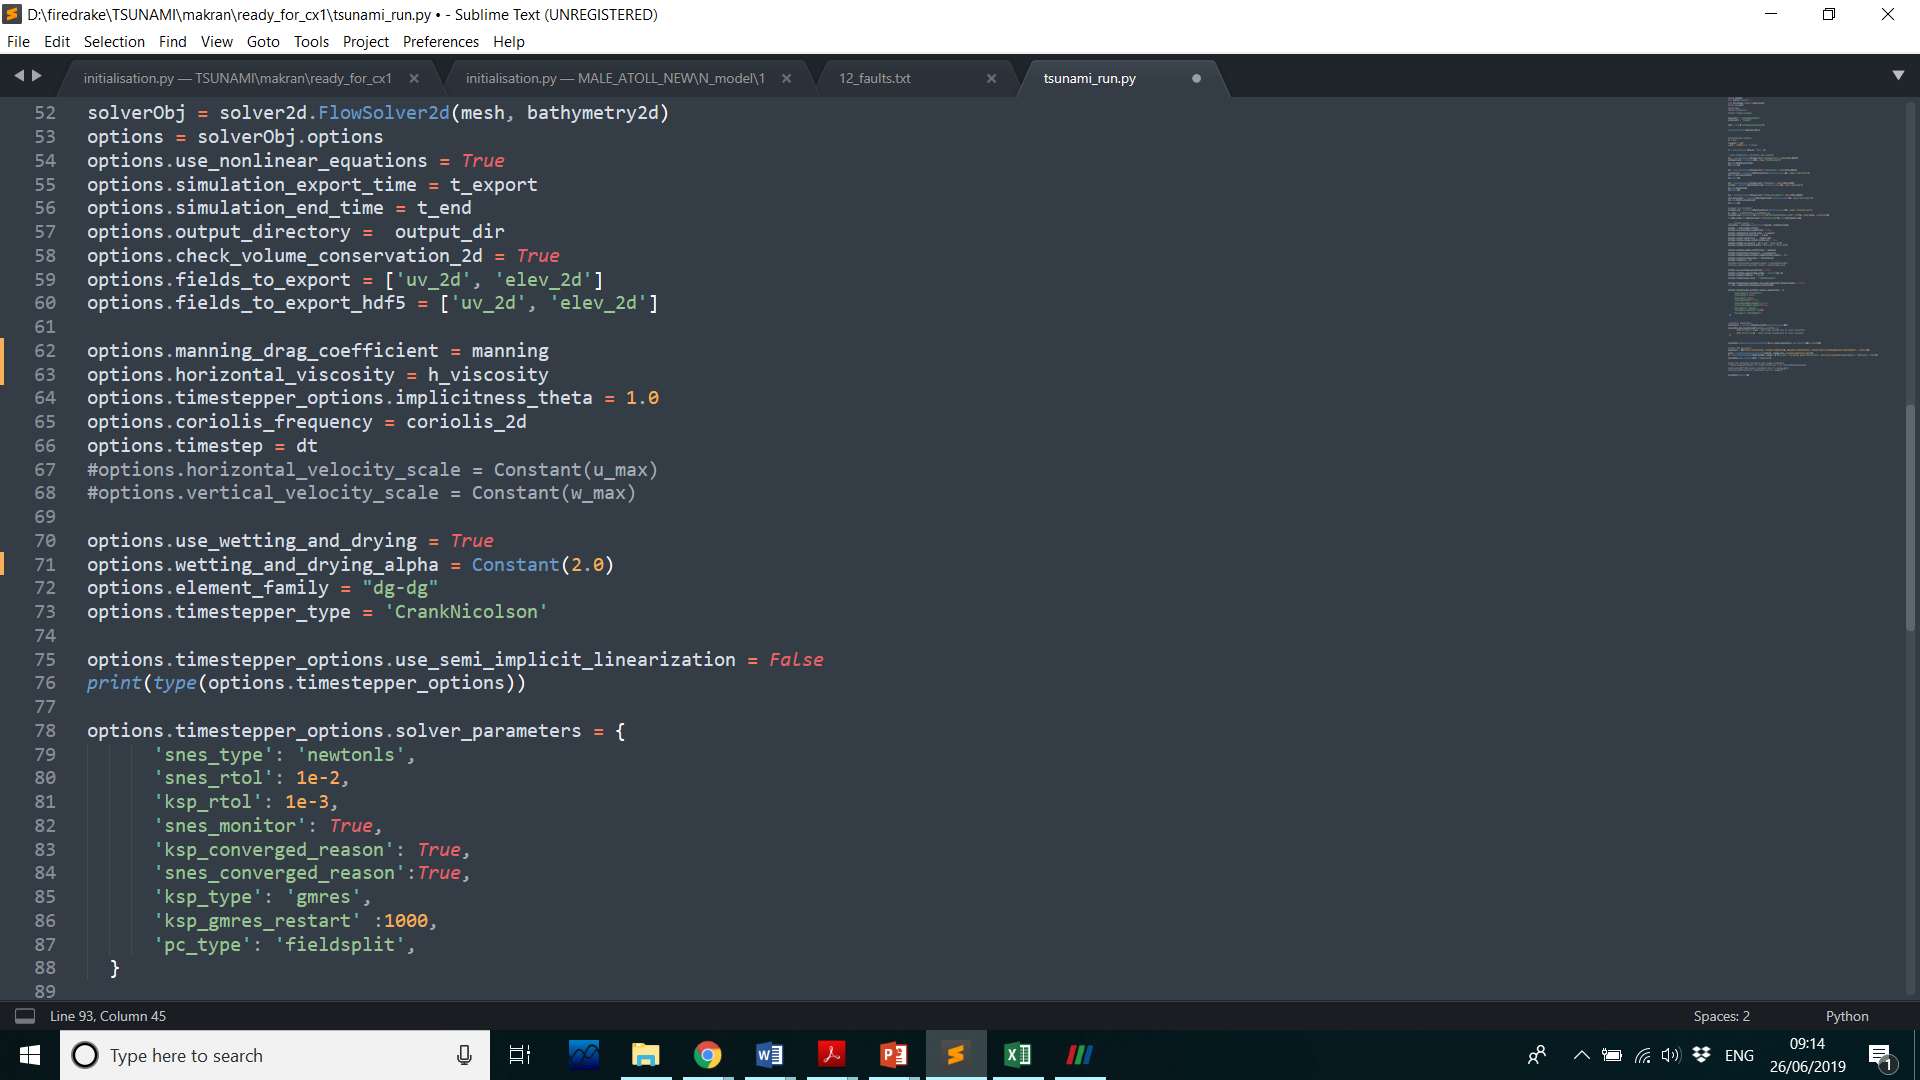 D:\firedrake\TSUNAMI\makran\ready_for_cx1\tsunami_run.py • - Sublime Text (UNREGISTERED)
File Edit Selection Find View Goto Tools Project Preferences Help
initialisation.py — TSUNAMI\makran\ready_for_cx1 initialisation.py — MALE_ATOLL_NEW\N_model\1 12_faults.txt tsunami_run.py
52 solverObj = solver2d.FlowSolver2d(mesh, bathymetry2d)
53 options = solverObj.options
54 options.use_nonlinear_equations = True
55 options.simulation_export_time = t_export
56 options.simulation_end_time = t_end
57 options.output_directory =  output_dir
58 options.check_volume_conservation_2d = True
59 options.fields_to_export = ['uv_2d', 'elev_2d']
60 options.fields_to_export_hdf5 = ['uv_2d', 'elev_2d']
61
62 options.manning_drag_coefficient = manning
63 options.horizontal_viscosity = h_viscosity
64 options.timestepper_options.implicitness_theta = 1.0
65 options.coriolis_frequency = coriolis_2d
66 options.timestep = dt
67 #options.horizontal_velocity_scale = Constant(u_max)
68 #options.vertical_velocity_scale = Constant(w_max)
69
70 options.use_wetting_and_drying = True
71 options.wetting_and_drying_alpha = Constant(2.0)
72 options.element_family = "dg-dg"
73 options.timestepper_type = 'CrankNicolson'
74
75 options.timestepper_options.use_semi_implicit_linearization = False
76 print(type(options.timestepper_options))
77
78 options.timestepper_options.solver_parameters = {
79 'snes_type': 'newtonls',
80 'snes_rtol': 1e-2,
81 'ksp_rtol': 1e-3,
82 'snes_monitor': True,
83 'ksp_converged_reason': True,
84 'snes_converged_reason':True,
85 'ksp_type': 'gmres',
86 'ksp_gmres_restart' :1000,
87 'pc_type': 'fieldsplit',
88 }
89
Line 93, Column 45 Spaces: 2 Python
Type here to search ENG 09:14
26/06/2019 1